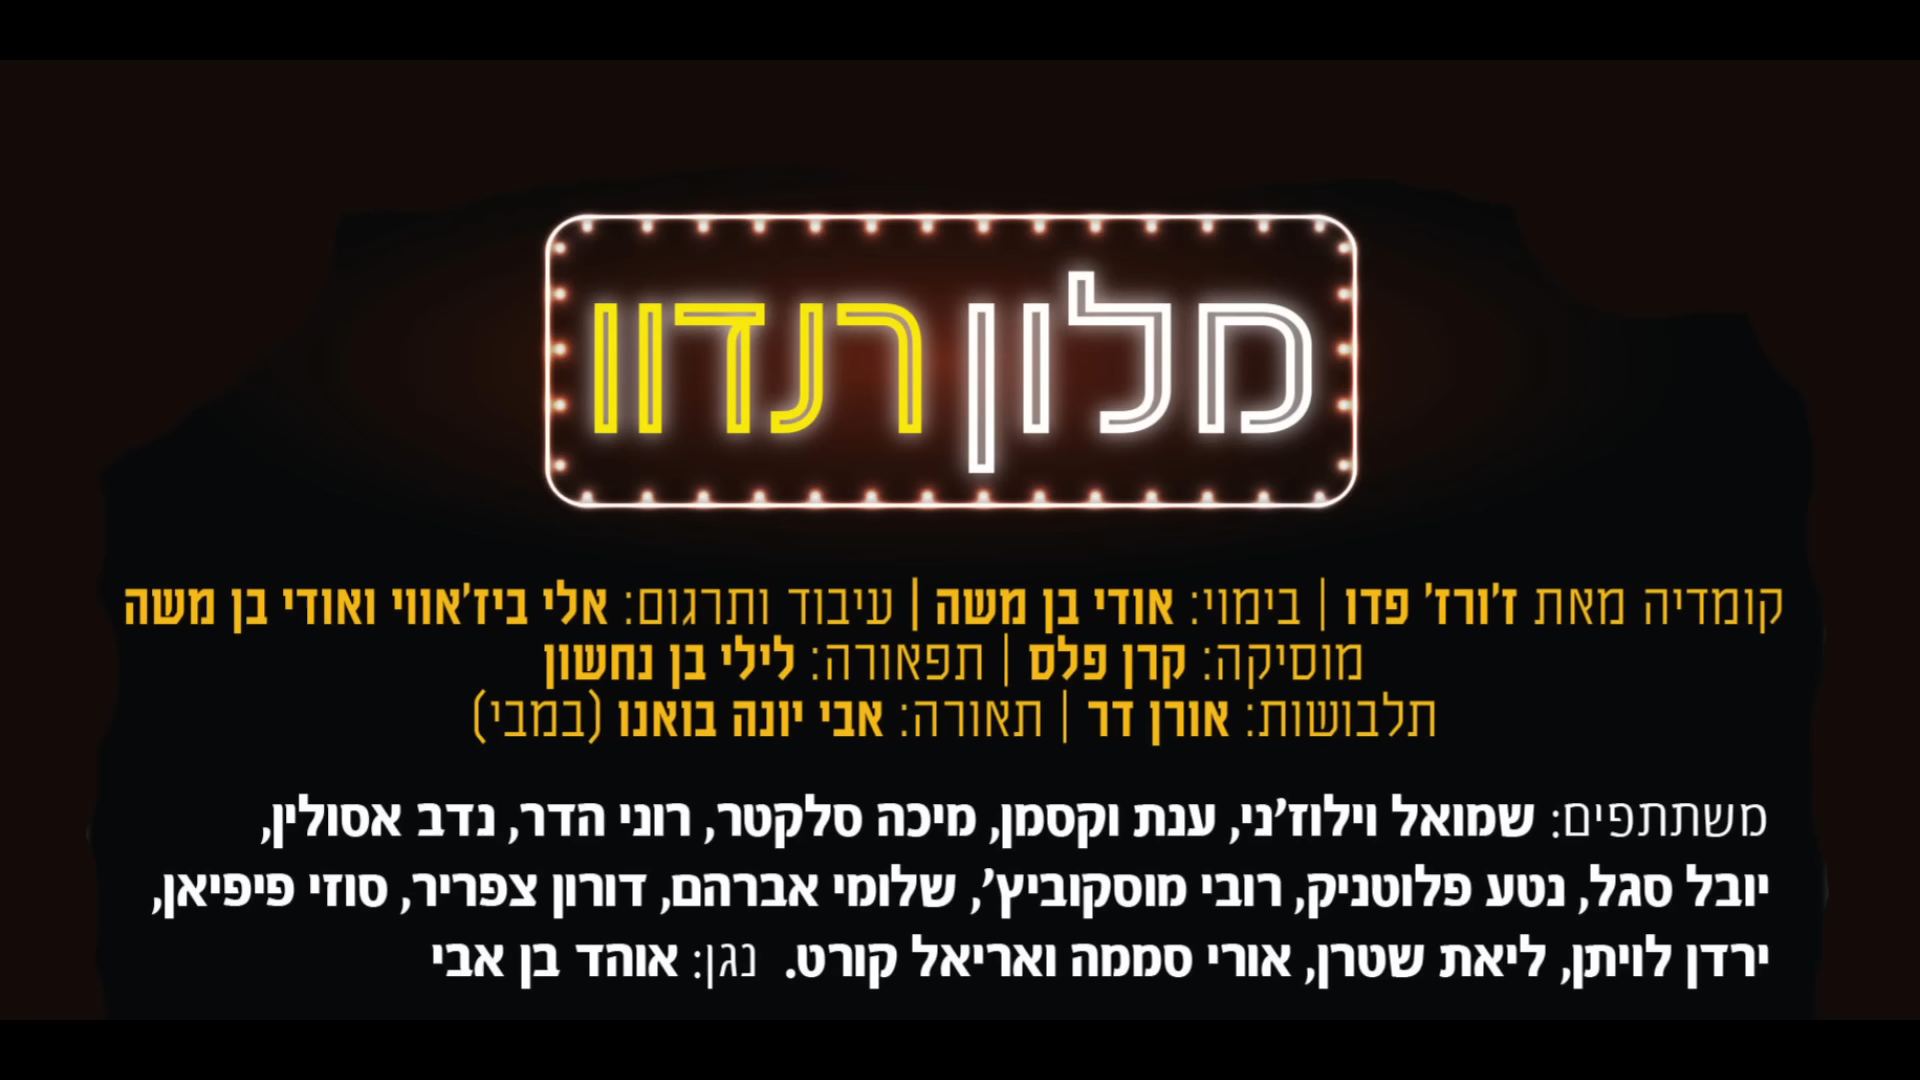 מלון רנדוו
קומדיה מאת ז'ורז' פדו | בימוי: אודי בן משה | עיבוד ותרגום: אלי ביז'אווי ואודי בן משה
מוסיקה: קרן פלס | תפאורה: לילי בן נחשון
תלבושות: אורן דר | תאורה: אבי יונה בואנו (במבי)
משתתפים: שמואל וילוז'ני, ענת וקסמן, מיכה סלקטר, רוני הדר, נדב אסולין,
יובל סגל, נטע פלוטניק, רובי מוסקוביץ', שלומי אברהם, דורון צפריר, סוזי פיפיאן,
ירדן לויתן, ליאת שטרן, אורי סממה ואריאל קורט. נגן: אוהד בן אבי